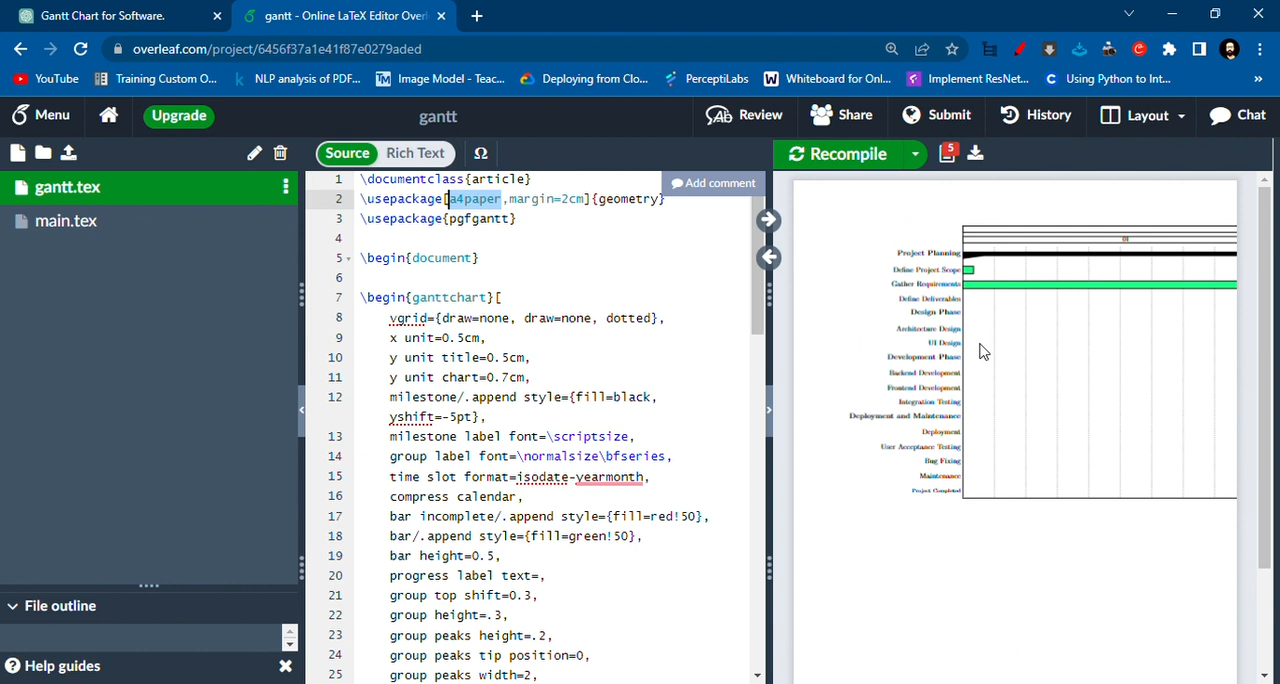 Gantt Chart for Software.
gantt - Online LaTeX Editor Over
overleaf.com/project/6456f37a1e41f87e0279aded
YouTube
Training Custom O...
NLP analysis of PDF...
Image Model - Teac...
Deploying from Clo...
PerceptiLabs
Whiteboard for Onl...
Implement ResNet...
Using Python to Int...
Menu
Upgrade
gantt
Review
Share
Submit
History
Layout
Chat
Source
Rich Text
Ω
Recompile
5
gantt.tex
main.tex
Add comment
1 \documentclass{article}
2 \usepackage[a4paper,margin=2cm]{geometry}
3 \usepackage{pgfgantt}
4
5 \begin{document}
6
7 \begin{ganttchart}[
8 vgrid={draw=none, draw=none, dotted},
9 x unit=0.5cm,
10 y unit title=0.5cm,
11 y unit chart=0.7cm,
12 milestone/.append style={fill=black,
yshift=-5pt},
13 milestone label font=\scriptsize,
14 group label font=\normalsize\bfseries,
15 time slot format=isodate-yearmonth,
16 compress calendar,
17 bar incomplete/.append style={fill=red!50},
18 bar/.append style={fill=green!50},
19 bar height=0.5,
20 progress label text=,
21 group top shift=0.3,
22 group height=.3,
23 group peaks height=.2,
24 group peaks tip position=0,
25 group peaks width=2,
Project Planning
Define Project Scope
Gather Requirements
Define Deliverables
Design Phase
Architecture Design
UI Design
Development Phase
Backend Development
Frontend Development
Integration Testing
Deployment and Maintenance
Deployment
User Acceptance Testing
Bug Fixing
Maintenance
Project Completed
File outline
Help guides